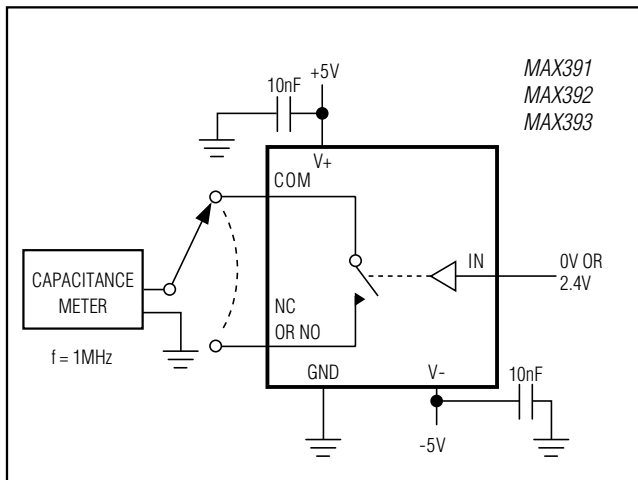 MAX391
MAX392
MAX393
+5V
10nF
V+
COM
IN
0V OR
2.4V
CAPACITANCE
METER
NC
OR NO
f = 1MHz
GND
V-
10nF
-5V